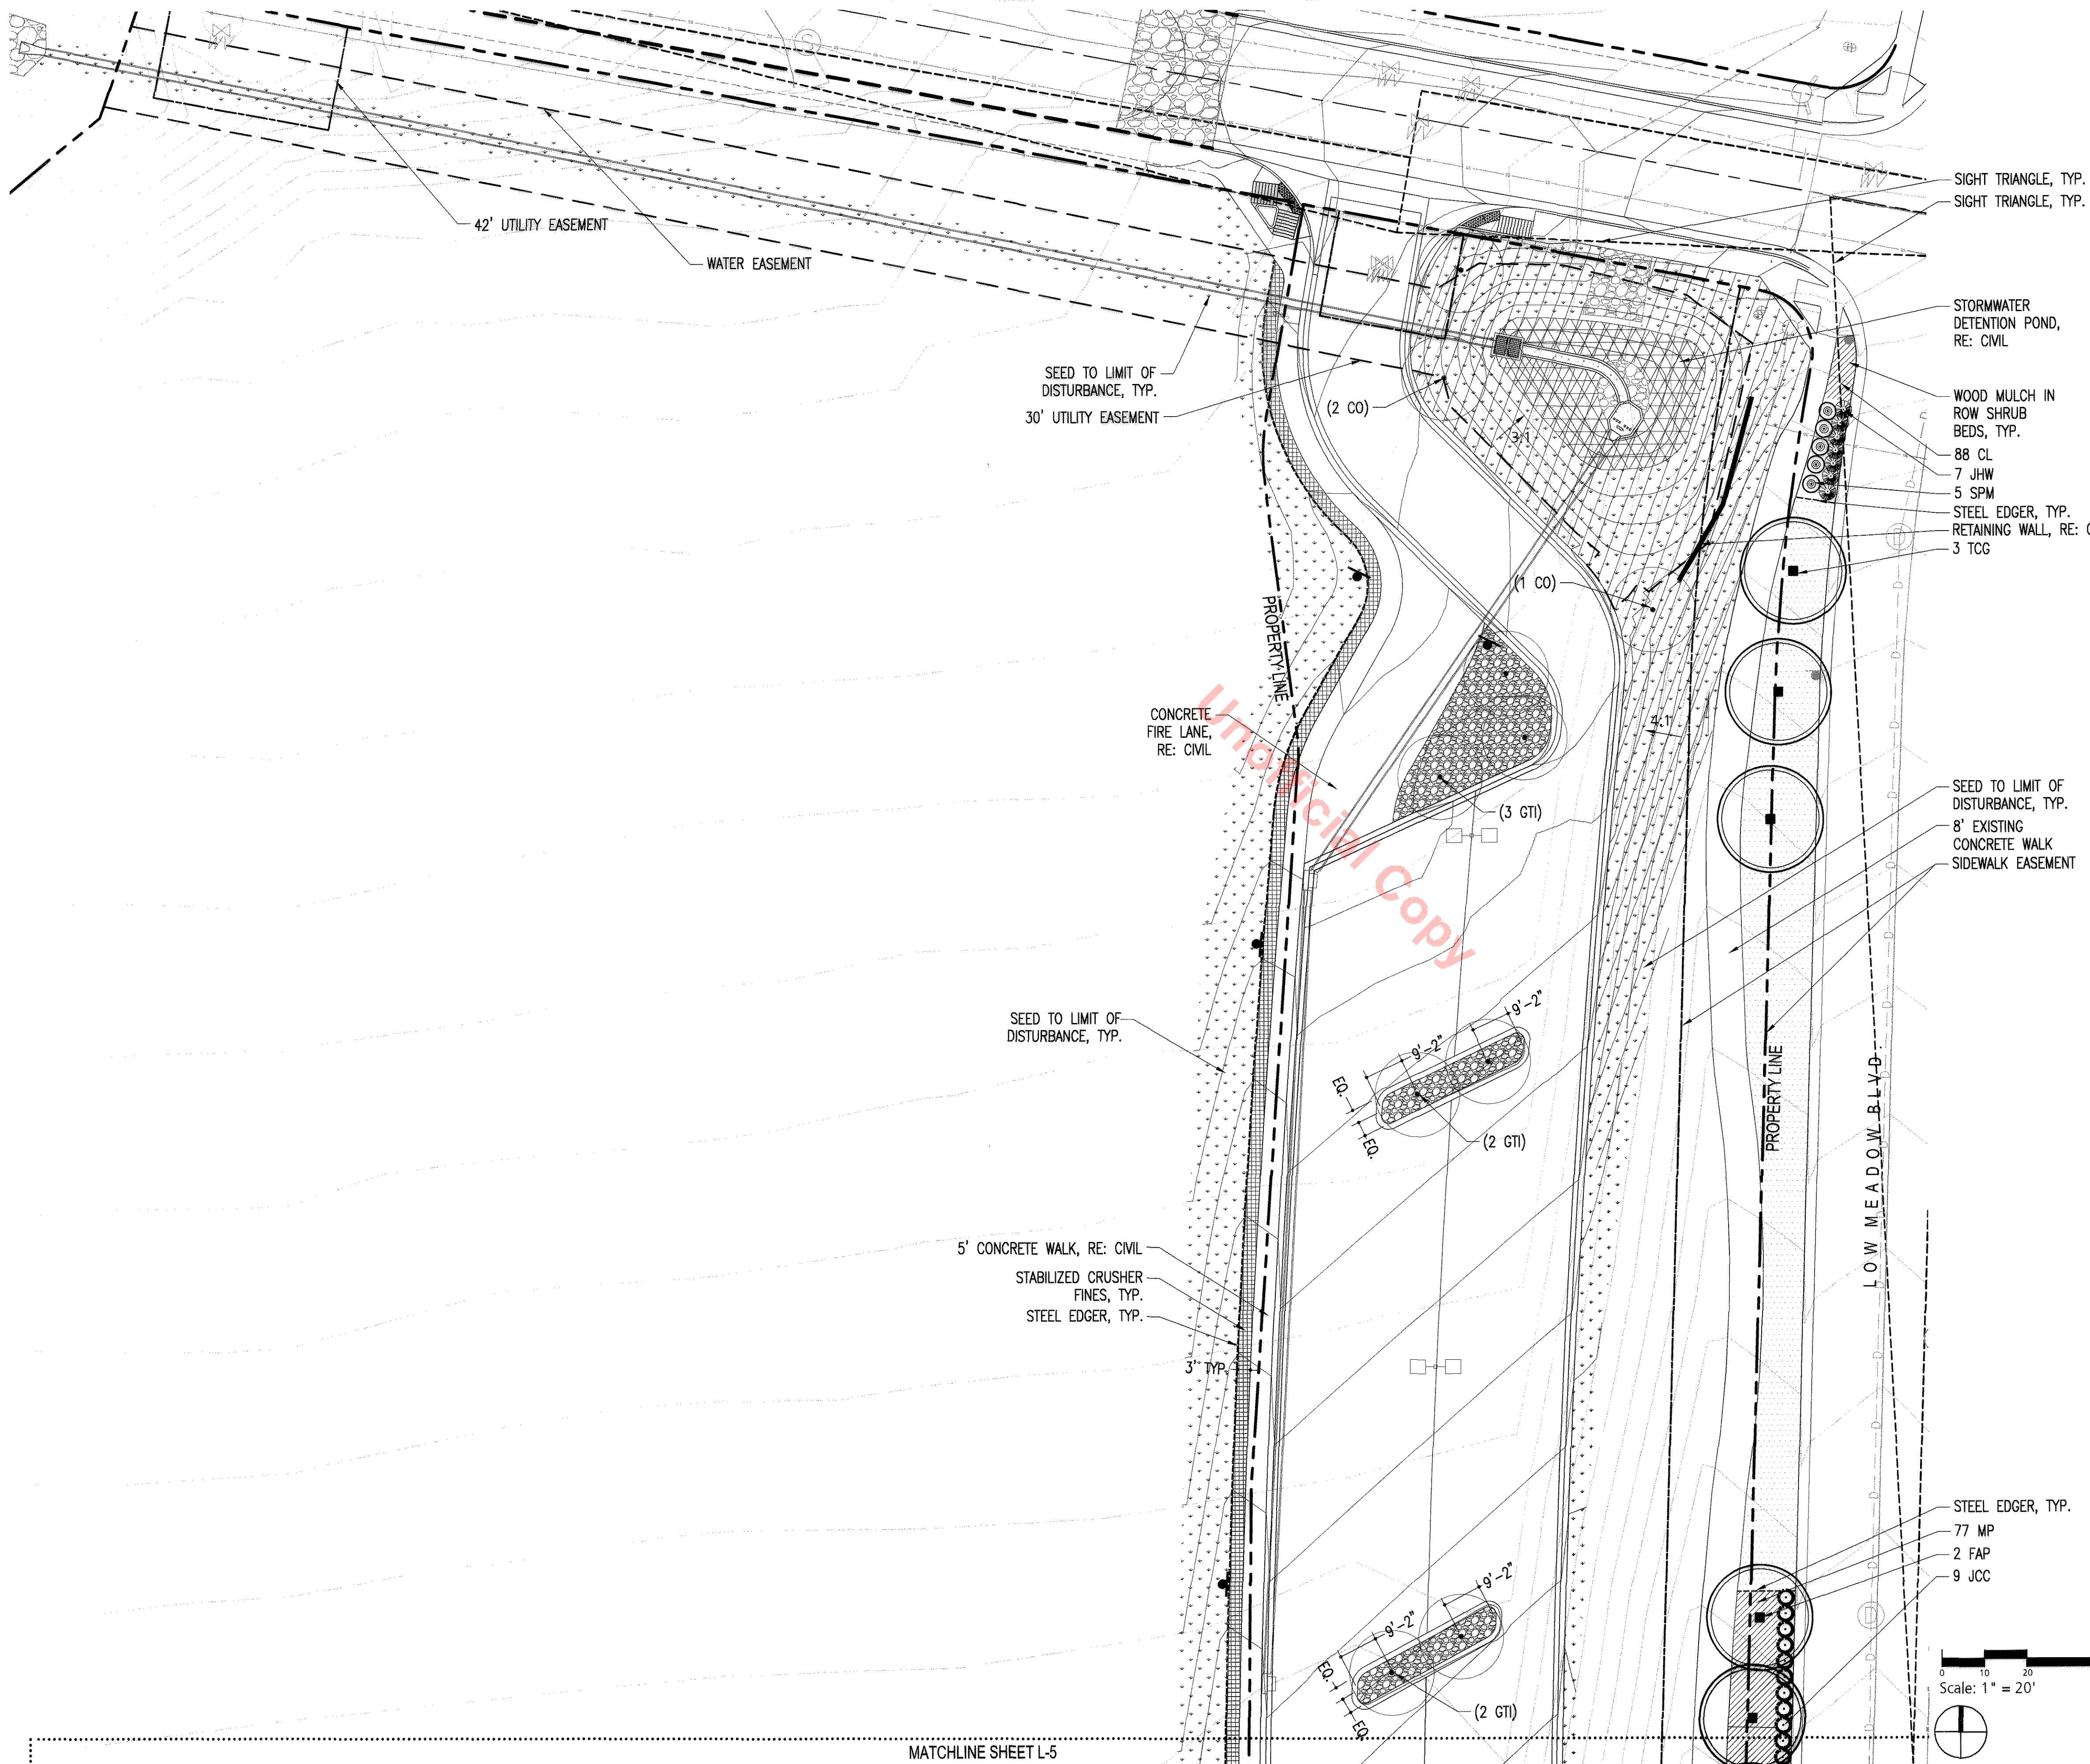 SIGHT TRIANGLE, TYP.
SIGHT TRIANGLE, TYP.
42' UTILITY EASEMENT
WATER EASEMENT
STORMWATER
DETENTION POND,
RE: CIVIL
SEED TO LIMIT OF
DISTURBANCE, TYP.
30' UTILITY EASEMENT
(2 CO)
3:1
WOOD MULCH IN
ROW SHRUB
BEDS, TYP.
88 CL
7 JHW
5 SPM
STEEL EDGER, TYP.
RETAINING WALL, RE:
3 TCG
(1 CO)
PROPERTY LINE
CONCRETE
FIRE LANE,
RE: CIVIL
4:1
(3 GTI)
Unofficial Copy
SEED TO LIMIT OF
DISTURBANCE, TYP.
8' EXISTING
CONCRETE WALK
SIDEWALK EASEMENT
SEED TO LIMIT OF
DISTURBANCE, TYP.
9'-2"
9'-2"
EQ.
EQ.
(2 GTI)
PROPERTY LINE
LOW MEADOW BLVD.
5' CONCRETE WALK, RE: CIVIL
STABILIZED CRUSHER
FINES, TYP.
STEEL EDGER, TYP.
3' TYP.
STEEL EDGER, TYP.
77 MP
2 FAP
9 JCC
9'-2"
9'-2"
EQ.
EQ.
(2 GTI)
0 10 20
Scale: 1" = 20'
MATCHLINE SHEET L-5